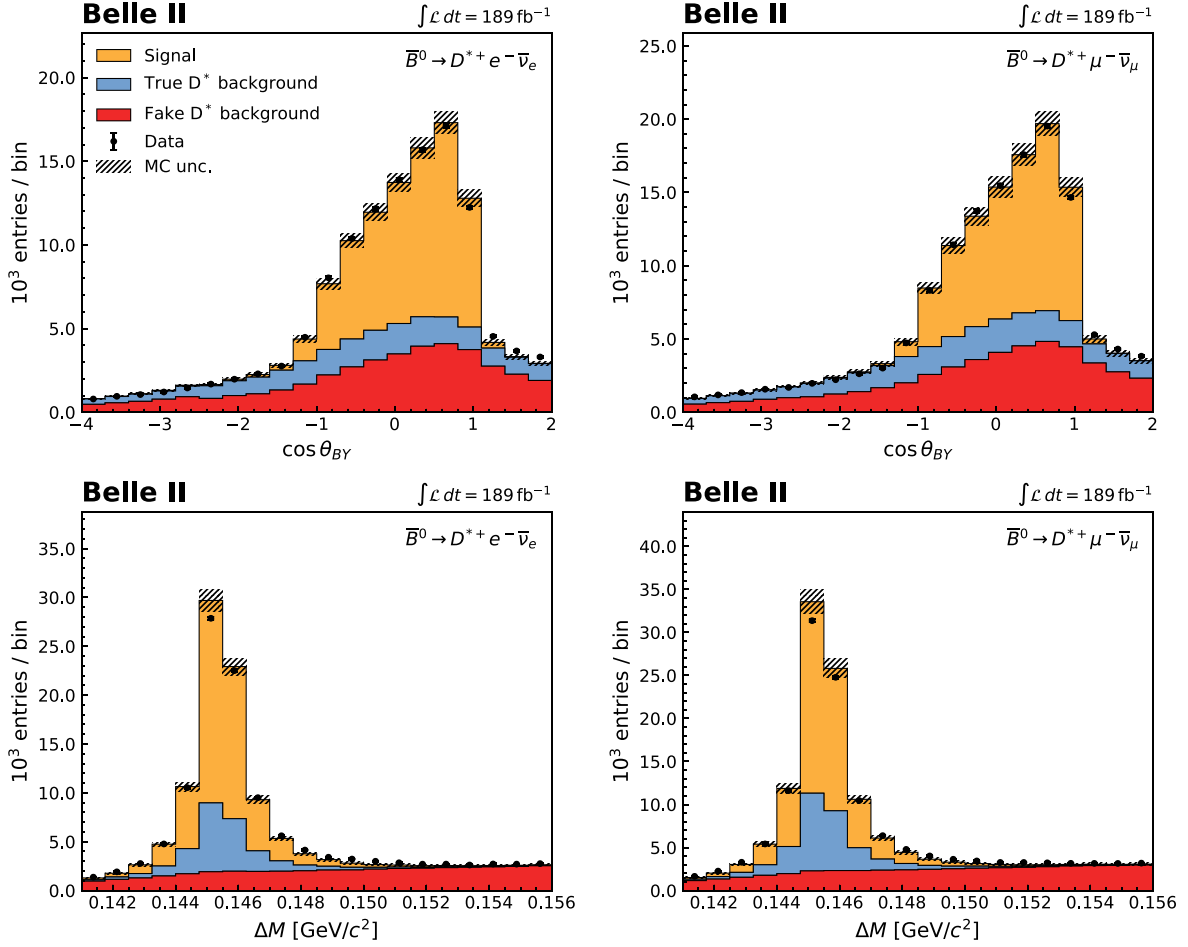 Belle II
∫ℒ dt = 189 fb⁻¹
B̅⁰ → D*⁺ e⁻ ν̅ₑ
Signal
True D* background
Fake D* background
Data
MC unc.
10³ entries / bin
20.0
15.0
10.0
5.0
0.0
−4 −3 −2 −1 0 1 2
cos θ_BY
Belle II
∫ℒ dt = 189 fb⁻¹
B̅⁰ → D*⁺ μ⁻ ν̅_μ
10³ entries / bin
25.0
20.0
15.0
10.0
5.0
0.0
−4 −3 −2 −1 0 1 2
cos θ_BY
Belle II
∫ℒ dt = 189 fb⁻¹
B̅⁰ → D*⁺ e⁻ ν̅ₑ
10³ entries / bin
35.0
30.0
25.0
20.0
15.0
10.0
5.0
0.0
0.142 0.144 0.146 0.148 0.150 0.152 0.154 0.156
ΔM [GeV/c²]
Belle II
∫ℒ dt = 189 fb⁻¹
B̅⁰ → D*⁺ μ⁻ ν̅_μ
10³ entries / bin
40.0
35.0
30.0
25.0
20.0
15.0
10.0
5.0
0.0
0.142 0.144 0.146 0.148 0.150 0.152 0.154 0.156
ΔM [GeV/c²]